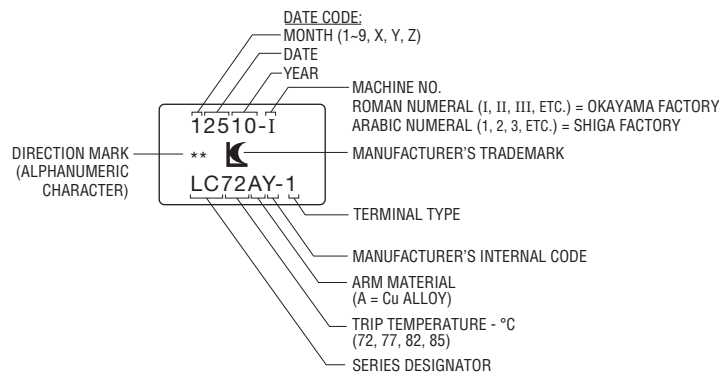 DATE CODE:
MONTH (1~9, X, Y, Z)
DATE
YEAR
MACHINE NO.
ROMAN NUMERAL (I, II, III, ETC.) = OKAYAMA FACTORY
ARABIC NUMERAL (1, 2, 3, ETC.) = SHIGA FACTORY
12510-I
DIRECTION MARK
(ALPHANUMERIC
CHARACTER)
**
MANUFACTURER'S TRADEMARK
LC72AY-1
TERMINAL TYPE
MANUFACTURER'S INTERNAL CODE
ARM MATERIAL
(A = Cu ALLOY)
TRIP TEMPERATURE - °C
(72, 77, 82, 85)
SERIES DESIGNATOR